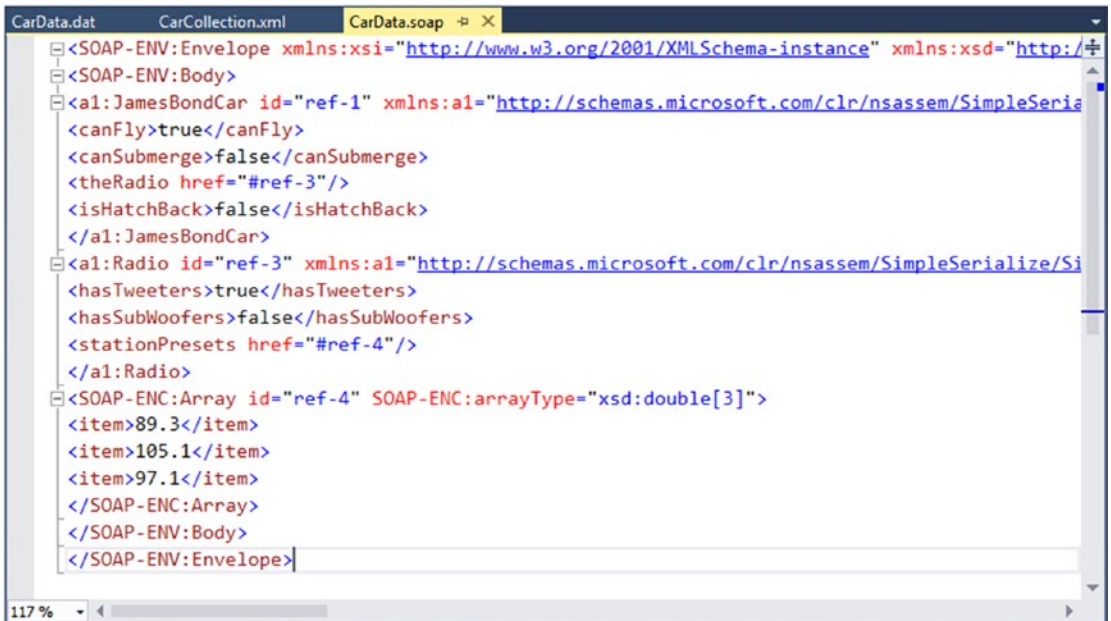 CarData.dat CarCollection.xml CarData.soap
<SOAP-ENV:Envelope xmlns:xsi="http://www.w3.org/2001/XMLSchema-instance" xmlns:xsd="http:/
<SOAP-ENV:Body>
<a1:JamesBondCar id="ref-1" xmlns:a1="http://schemas.microsoft.com/clr/nsassem/SimpleSeria
<canFly>true</canFly>
<canSubmerge>false</canSubmerge>
<theRadio href="#ref-3"/>
<isHatchBack>false</isHatchBack>
</a1:JamesBondCar>
<a1:Radio id="ref-3" xmlns:a1="http://schemas.microsoft.com/clr/nsassem/SimpleSerialize/Si
<hasTweeters>true</hasTweeters>
<hasSubWoofers>false</hasSubWoofers>
<stationPresets href="#ref-4"/>
</a1:Radio>
<SOAP-ENC:Array id="ref-4" SOAP-ENC:arrayType="xsd:double[3]">
<item>89.3</item>
<item>105.1</item>
<item>97.1</item>
</SOAP-ENC:Array>
</SOAP-ENV:Body>
</SOAP-ENV:Envelope>
117 %